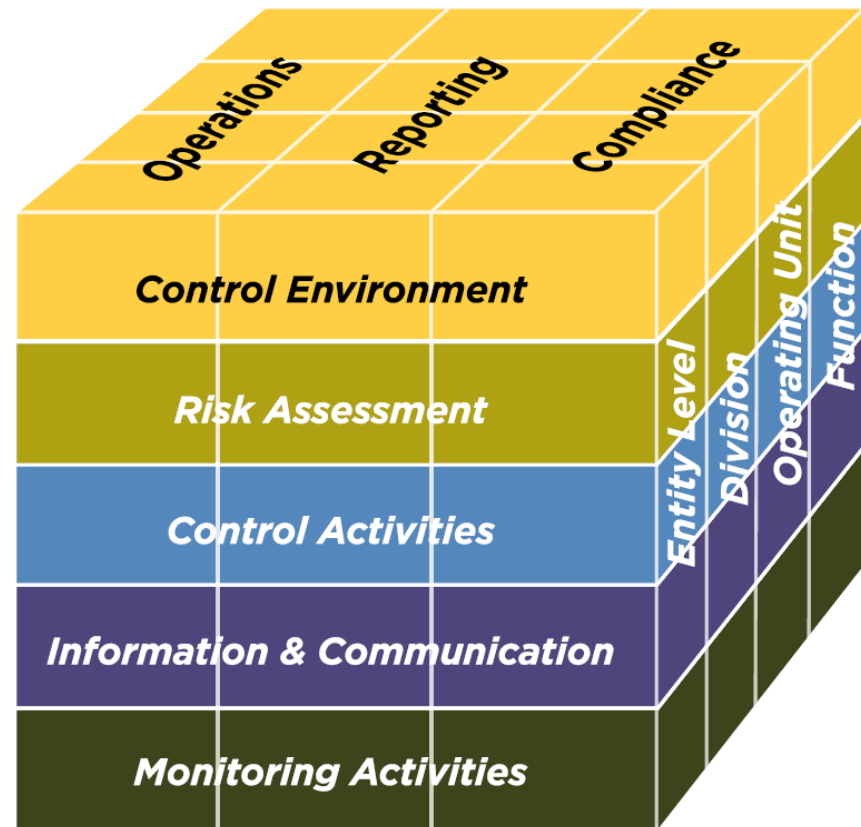 Operations
Reporting
Compliance
Control Environment
Risk Assessment
Control Activities
Information & Communication
Monitoring Activities
Entity Level
Division
Operating Unit
Function